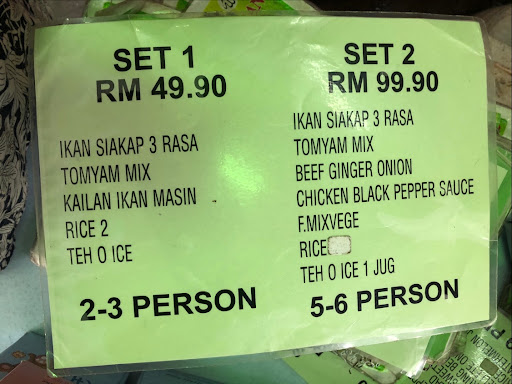 SET 1
RM 49.90
IKAN SIAKAP 3 RASA
TOMYAM MIX
KAILAN IKAN MASIN
RICE 2
TEH O ICE
2-3 PERSON
SET 2
RM 99.90
IKAN SIAKAP 3 RASA
TOMYAM MIX
BEEF GINGER ONION
CHICKEN BLACK PEPPER SAUCE
F.MIXVEGE
RICE
TEH O ICE 1 JUG
5-6 PERSON